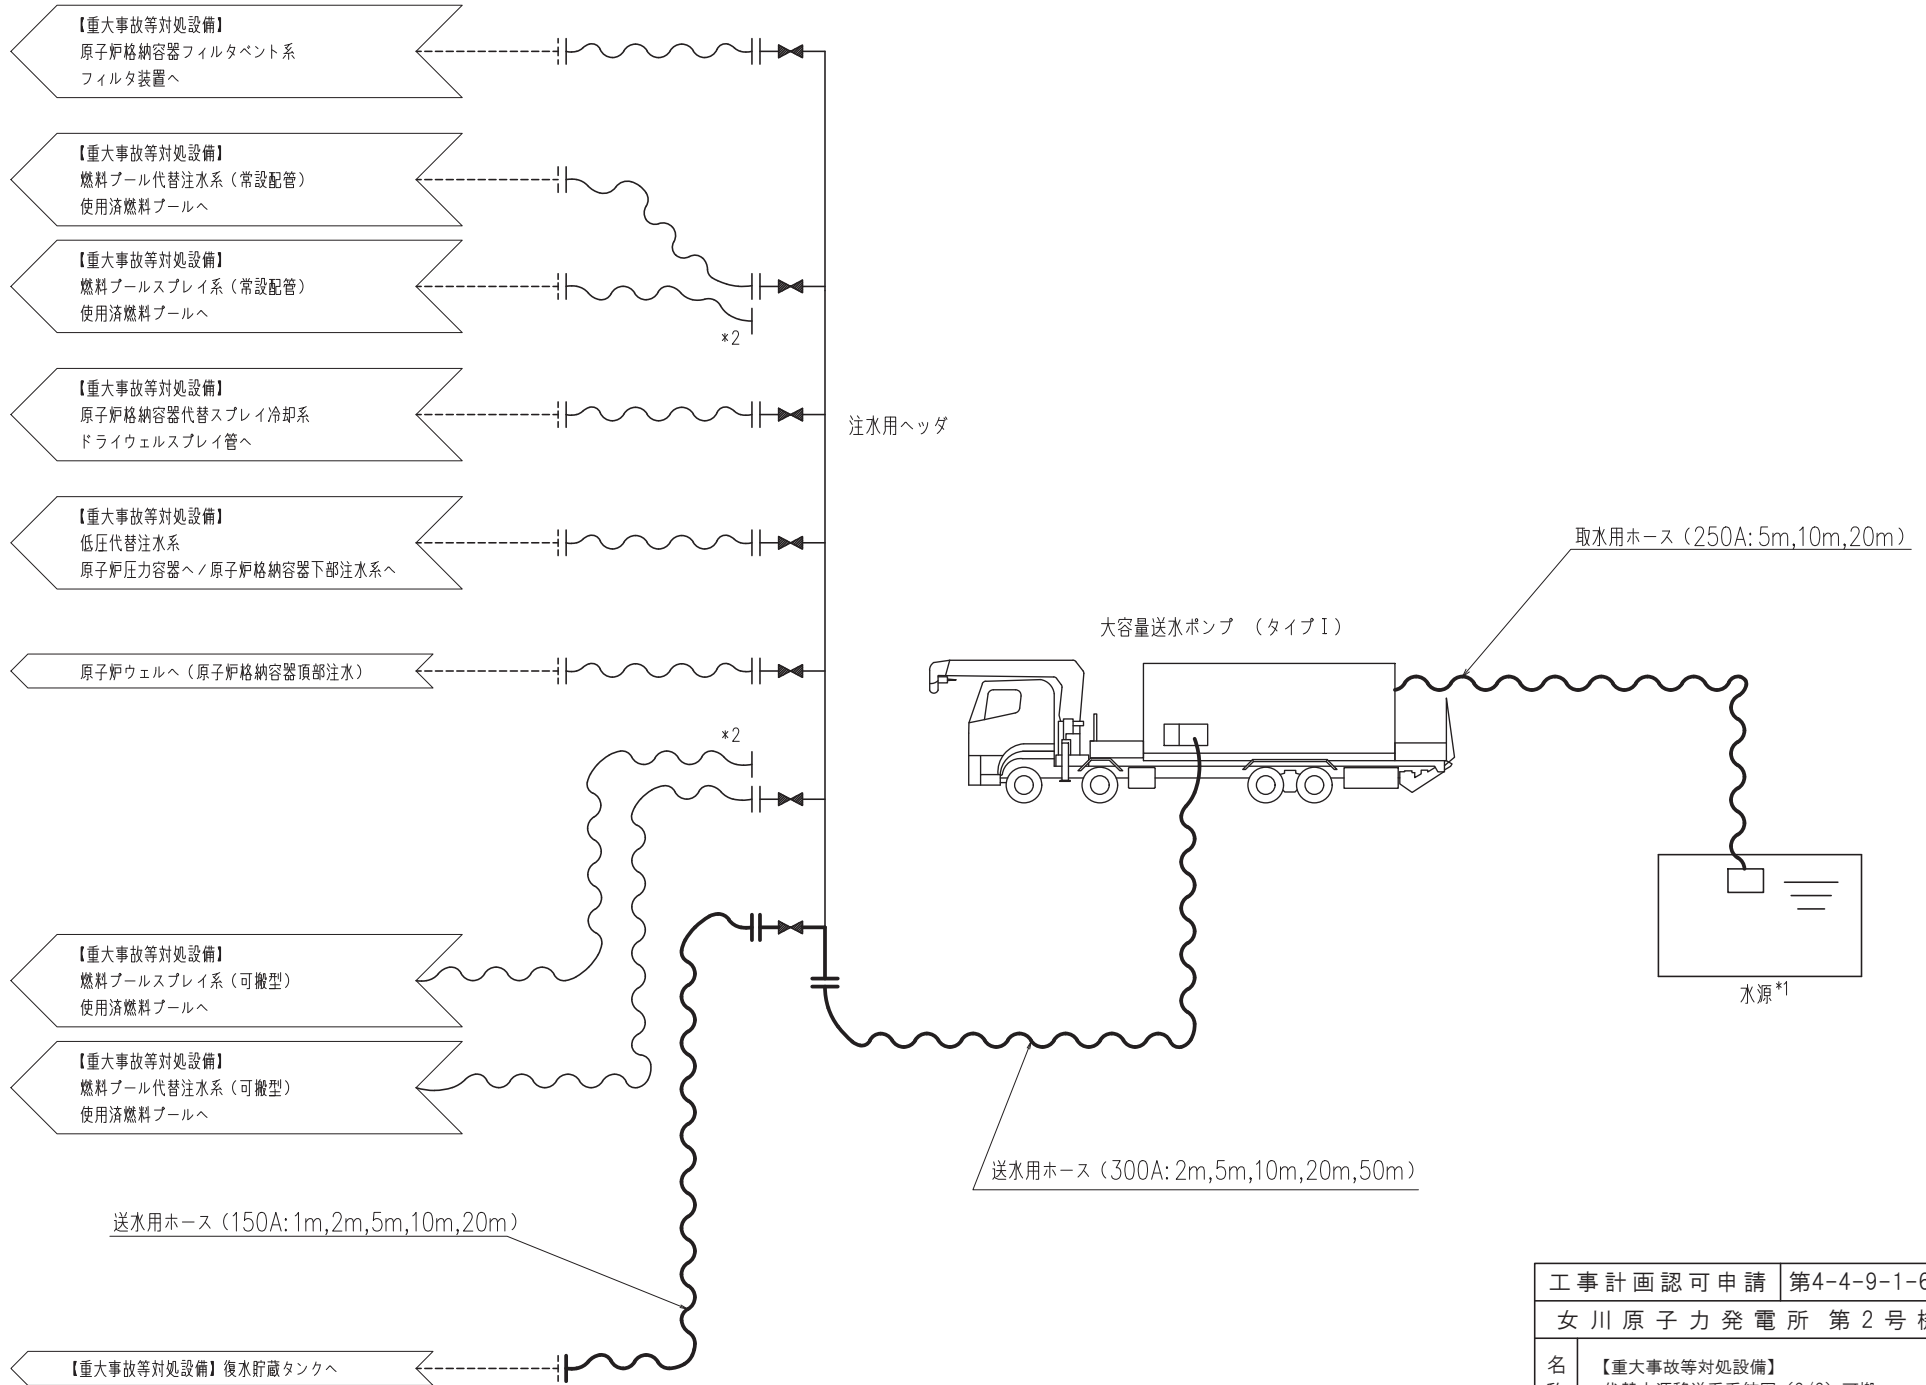 【重大事故等対処設備】
原子炉格納容器フィルタベント系
フィルタ装置へ
【重大事故等対処設備】
燃料プール代替注水系（常設配管）
使用済燃料プールへ
【重大事故等対処設備】
燃料プールスプレイ系（常設配管）
使用済燃料プールへ
*2
【重大事故等対処設備】
原子炉格納容器代替スプレイ冷却系
ドライウェルスプレイ管へ
注水用ヘッダ
【重大事故等対処設備】
低圧代替注水系
原子炉圧力容器へ／原子炉格納容器下部注水系へ
取水用ホース（250A:5m,10m,20m）
大容量送水ポンプ （タイプⅠ）
原子炉ウェルへ（原子炉格納容器頂部注水）
*2
【重大事故等対処設備】
燃料プールスプレイ系（可搬型）
使用済燃料プールへ
水源*1
【重大事故等対処設備】
燃料プール代替注水系（可搬型）
使用済燃料プールへ
送水用ホース（300A:2m,5m,10m,20m,50m）
送水用ホース（150A:1m,2m,5m,10m,20m）
【重大事故等対処設備】復水貯蔵タンクへ
工事計画認可申請 第4-4-9-1-6
女川原子力発電所 第2号
名
【重大事故等対処設備】